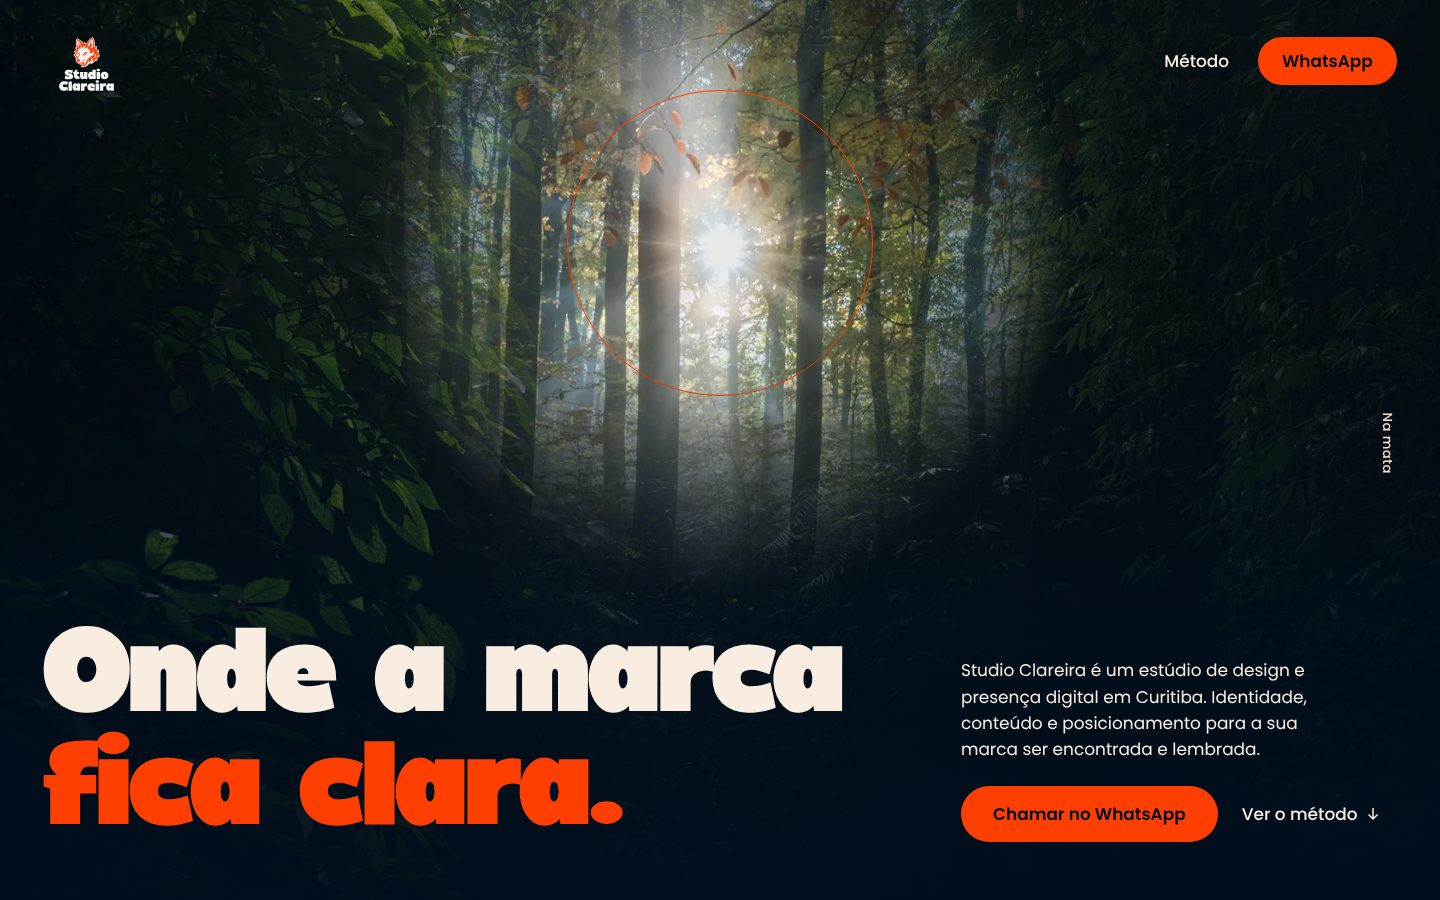 Studio
Clareira
Método
WhatsApp
Na mata
Onde a marca
fica clara.
Studio Clareira é um estúdio de design e
presença digital em Curitiba. Identidade,
conteúdo e posicionamento para a sua
marca ser encontrada e lembrada.
Chamar no WhatsApp
Ver o método ↓